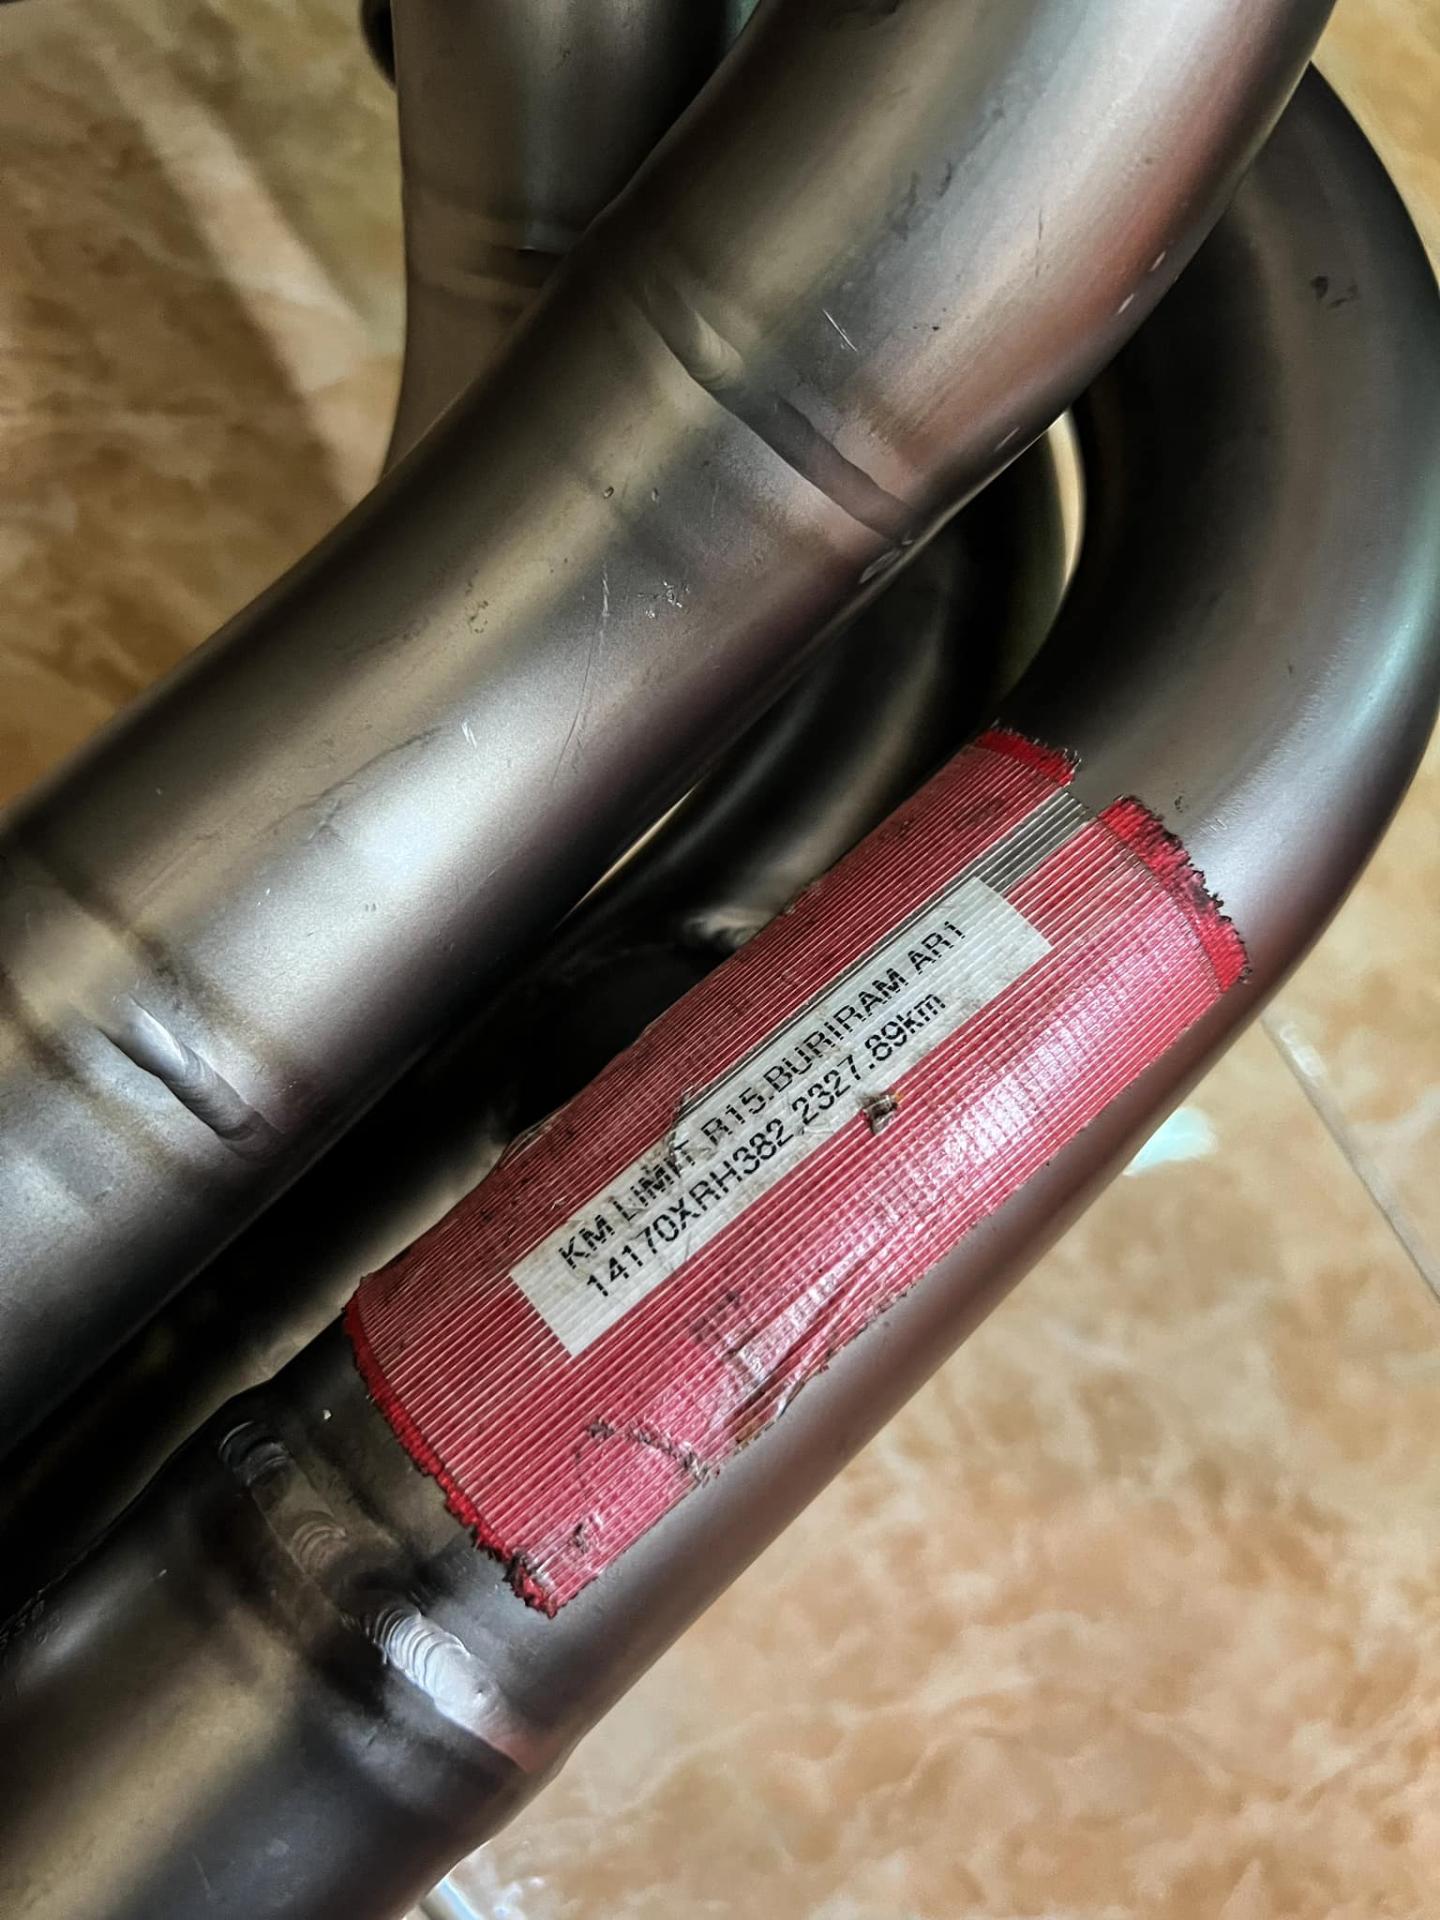 KM LIMIT R15.BURIRAM AR1
14170XRH382 2327.89km